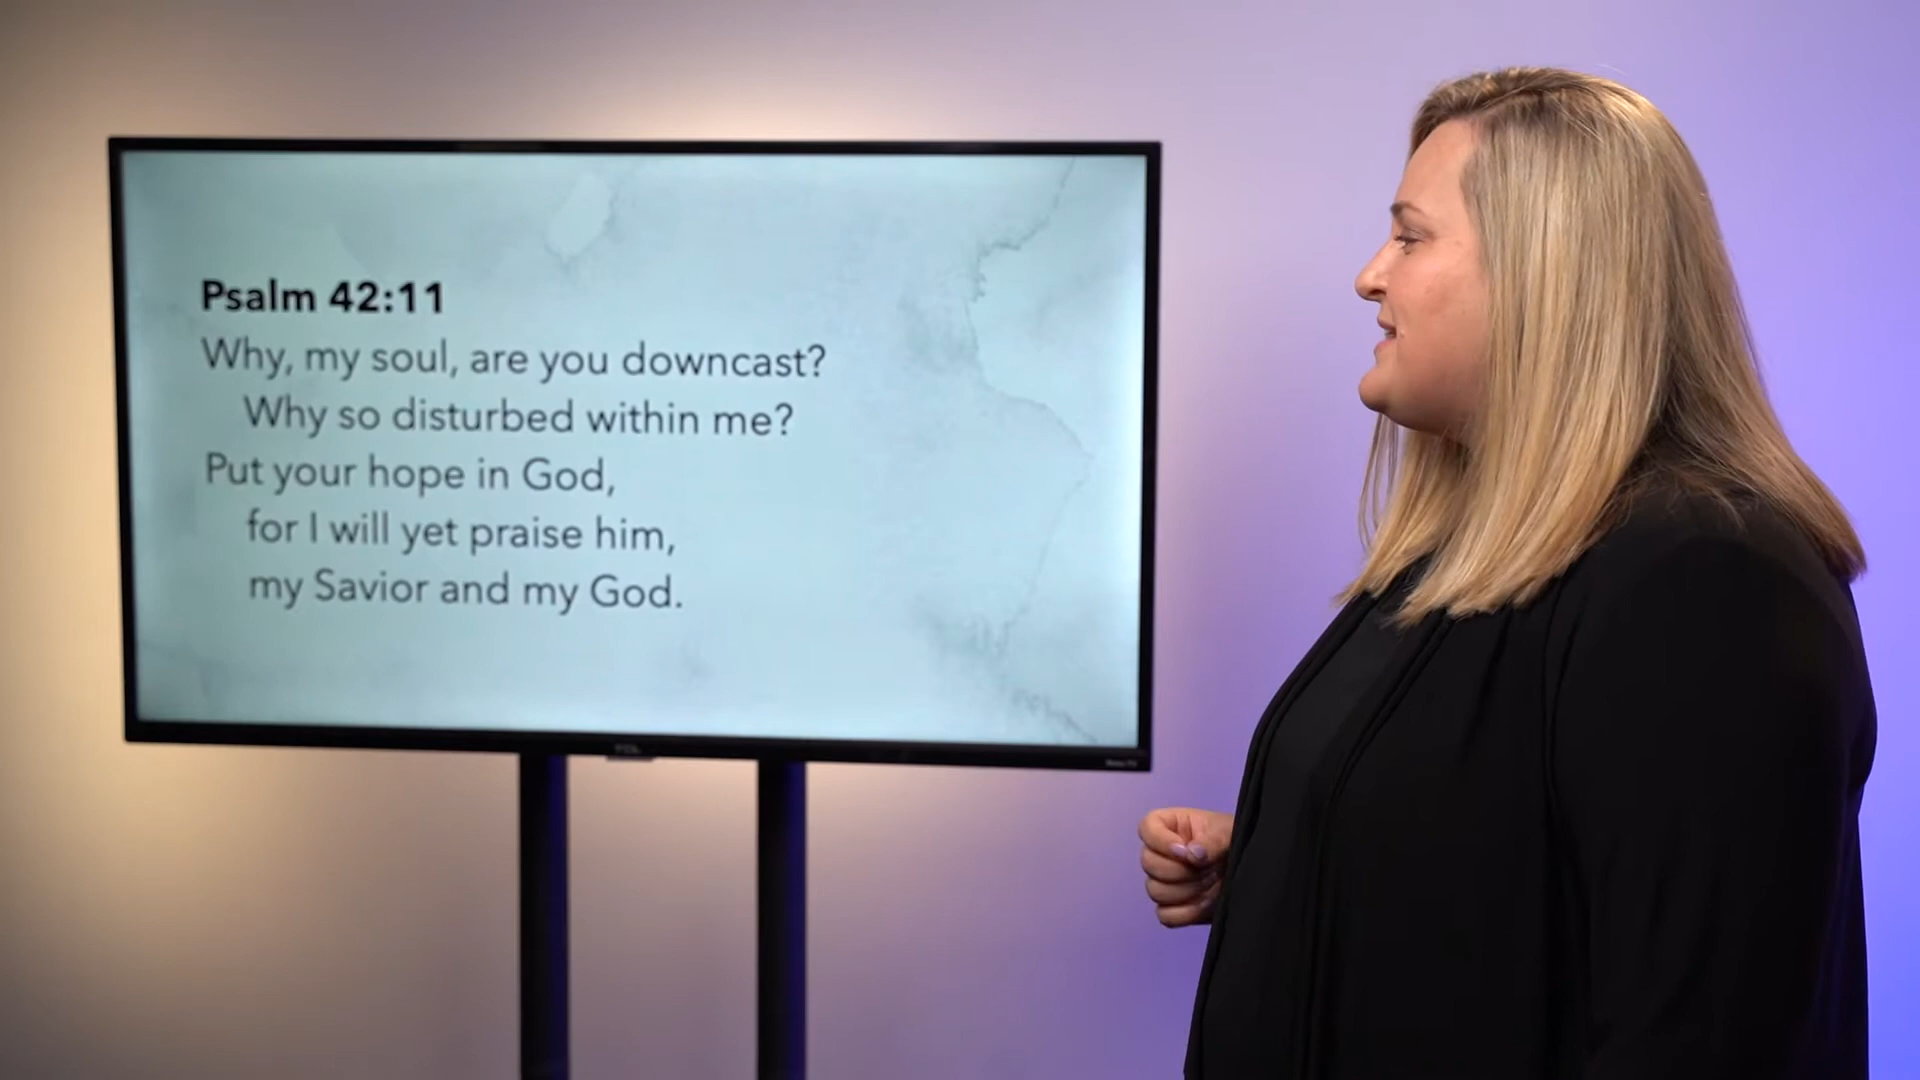 Psalm 42:11
Why, my soul, are you downcast?
Why so disturbed within me?
Put your hope in God,
for I will yet praise him,
my Savior and my God.
TCL